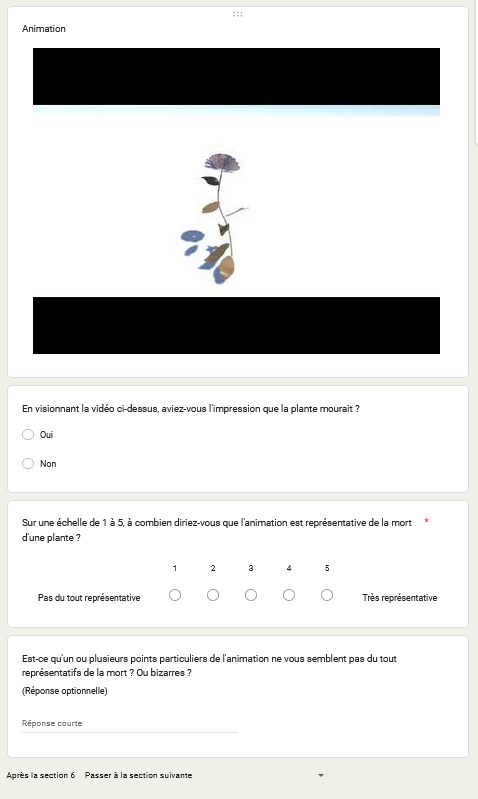 Animation
En visionnant la vidéo ci-dessus, aviez-vous l'impression que la plante mourait ?
Oui
Non
Sur une échelle de 1 à 5, à combien diriez-vous que l'animation est représentative de la mort *
d'une plante ?
1 2 3 4 5
Pas du tout représentative Très représentative
Est-ce qu'un ou plusieurs points particuliers de l'animation ne vous semblent pas du tout
représentatifs de la mort ? Ou bizarres ?
(Réponse optionnelle)
Réponse courte
Après la section 6 Passer à la section suivante